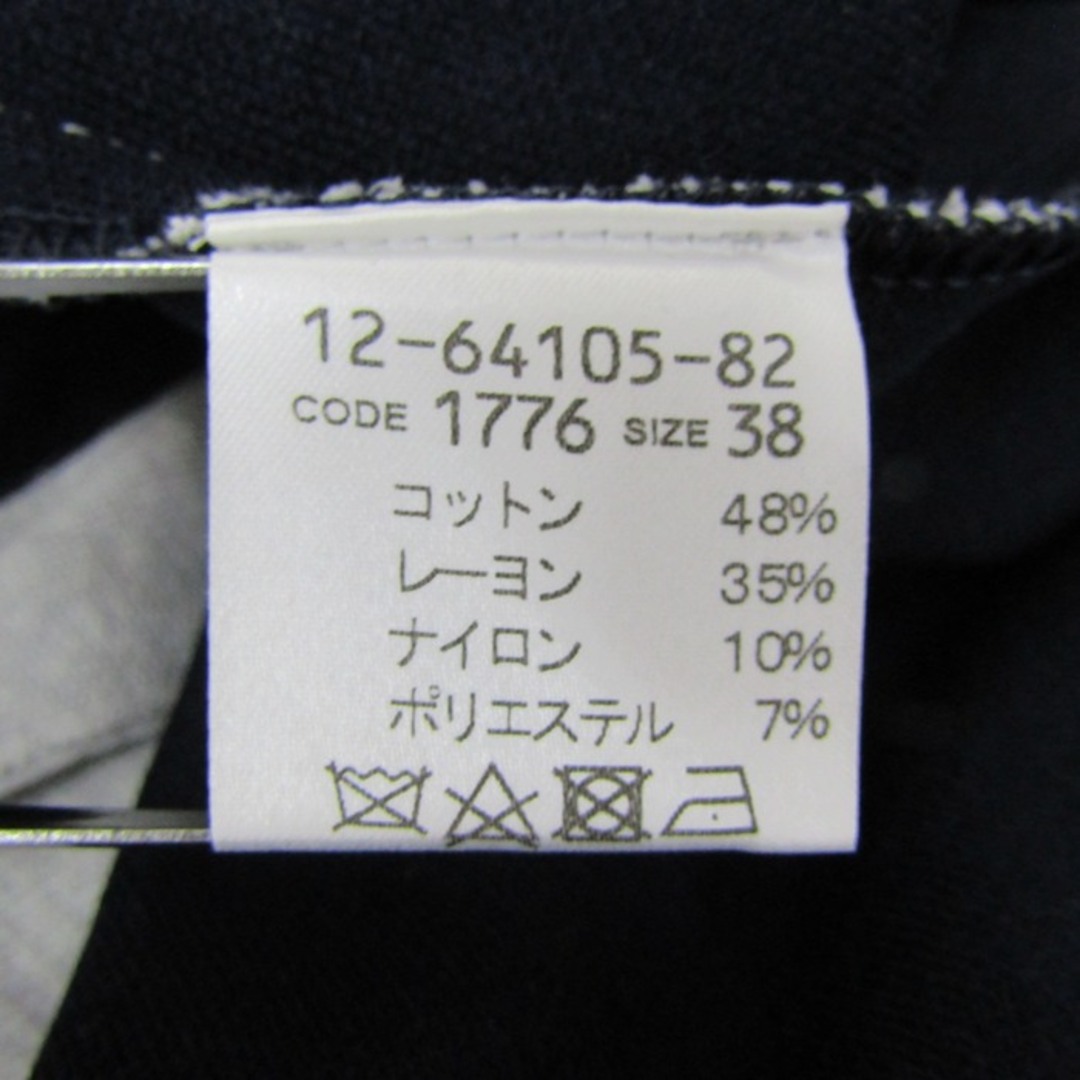 12-64105-82
CODE 1776 SIZE 38
コットン 48%
レーヨン 35%
ナイロン 10%
ポリエステル 7%